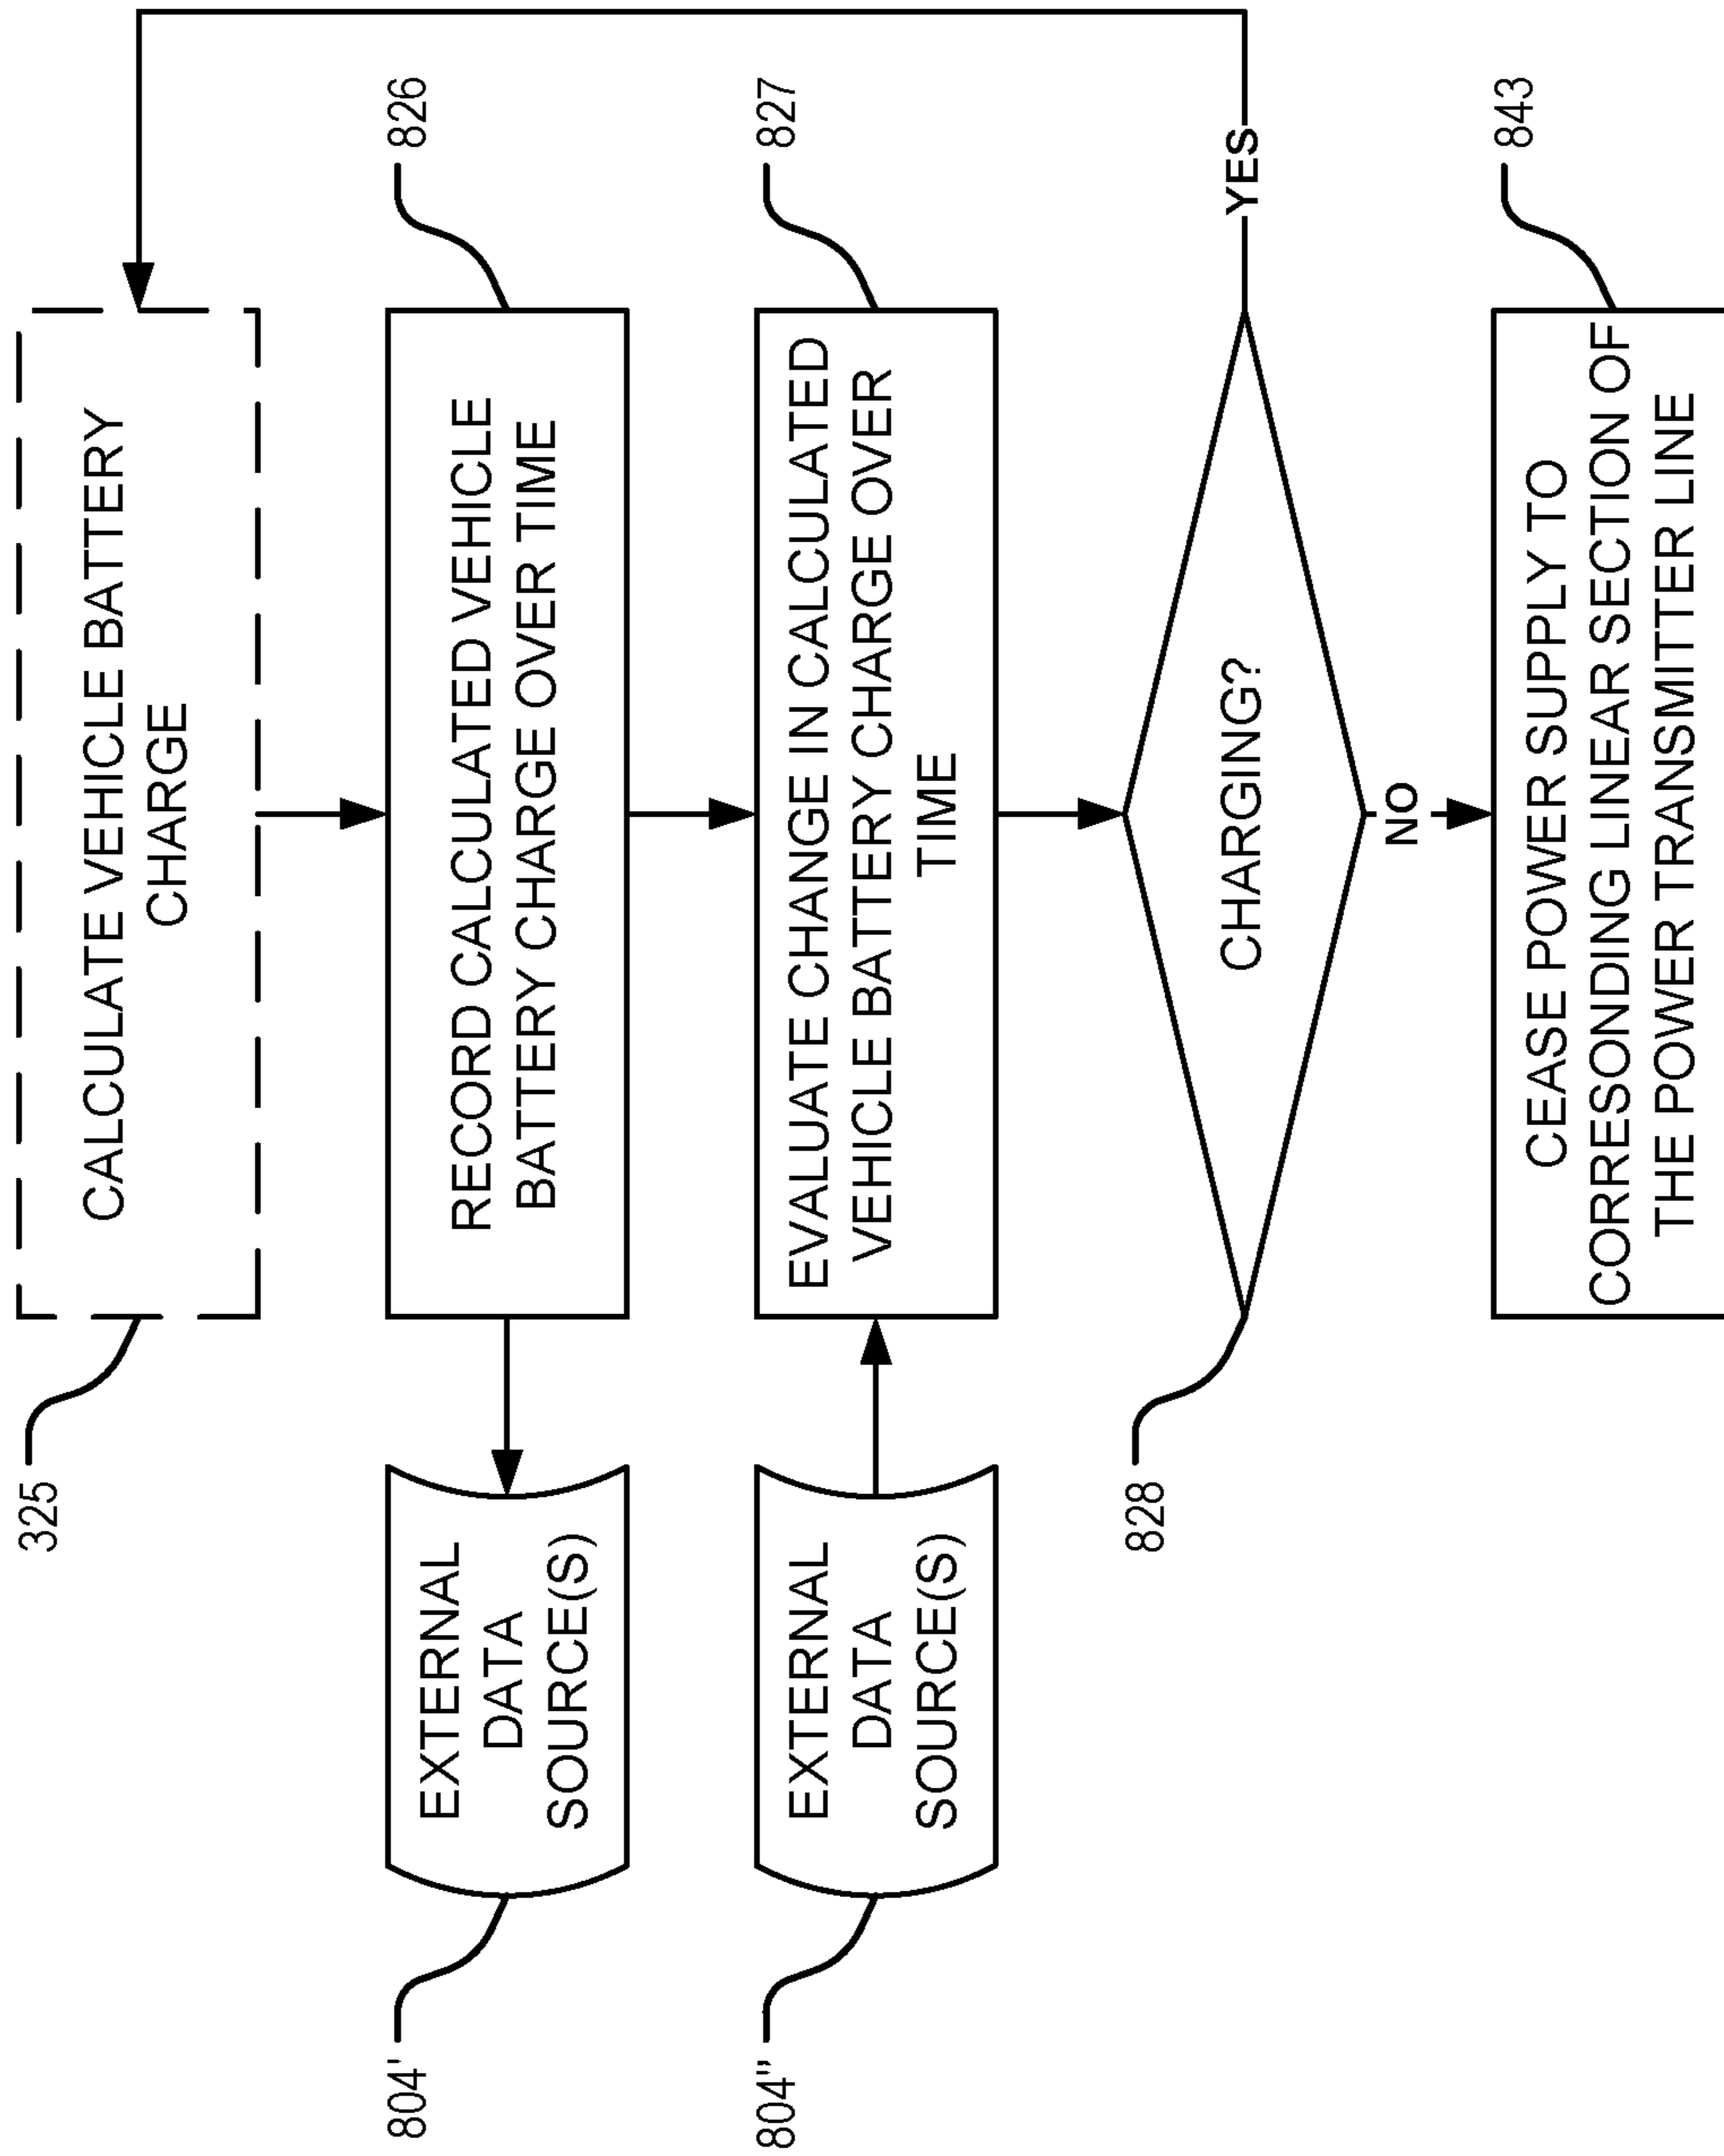 325
CALCULATE VEHICLE BATTERY
CHARGE
804'
EXTERNAL
DATA
SOURCE(S)
RECORD CALCULATED VEHICLE
BATTERY CHARGE OVER TIME
826
804"
EXTERNAL
DATA
SOURCE(S)
EVALUATE CHANGE IN CALCULATED
VEHICLE BATTERY CHARGE OVER
TIME
827
828
CHARGING?
YES
NO
CEASE POWER SUPPLY TO
CORRESONDING LINEAR SECTION OF
THE POWER TRANSMITTER LINE
843